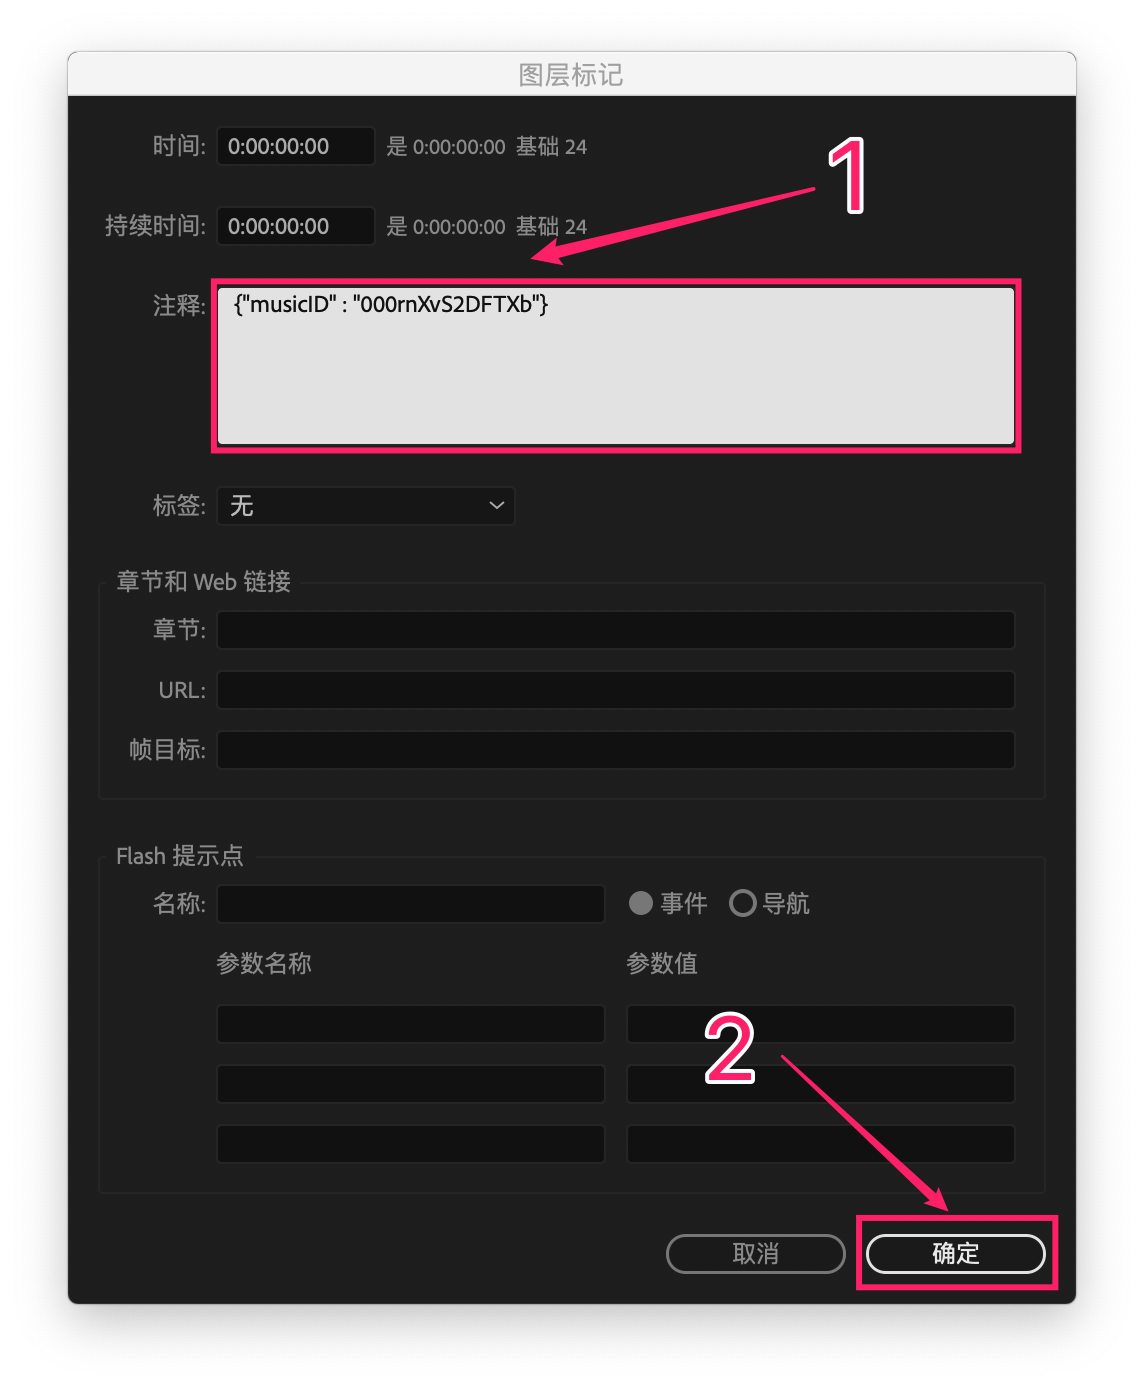 图层标记
时间: 0:00:00:00 是 0:00:00:00 基础 24
1
持续时间: 0:00:00:00 是 0:00:00:00 基础 24
注释: {"musicID" : "000rnXvS2DFTXb"}
标签: 无
章节和 Web 链接
章节:
URL:
帧目标:
Flash 提示点
名称: 事件 导航
参数名称 参数值
2
取消 确定